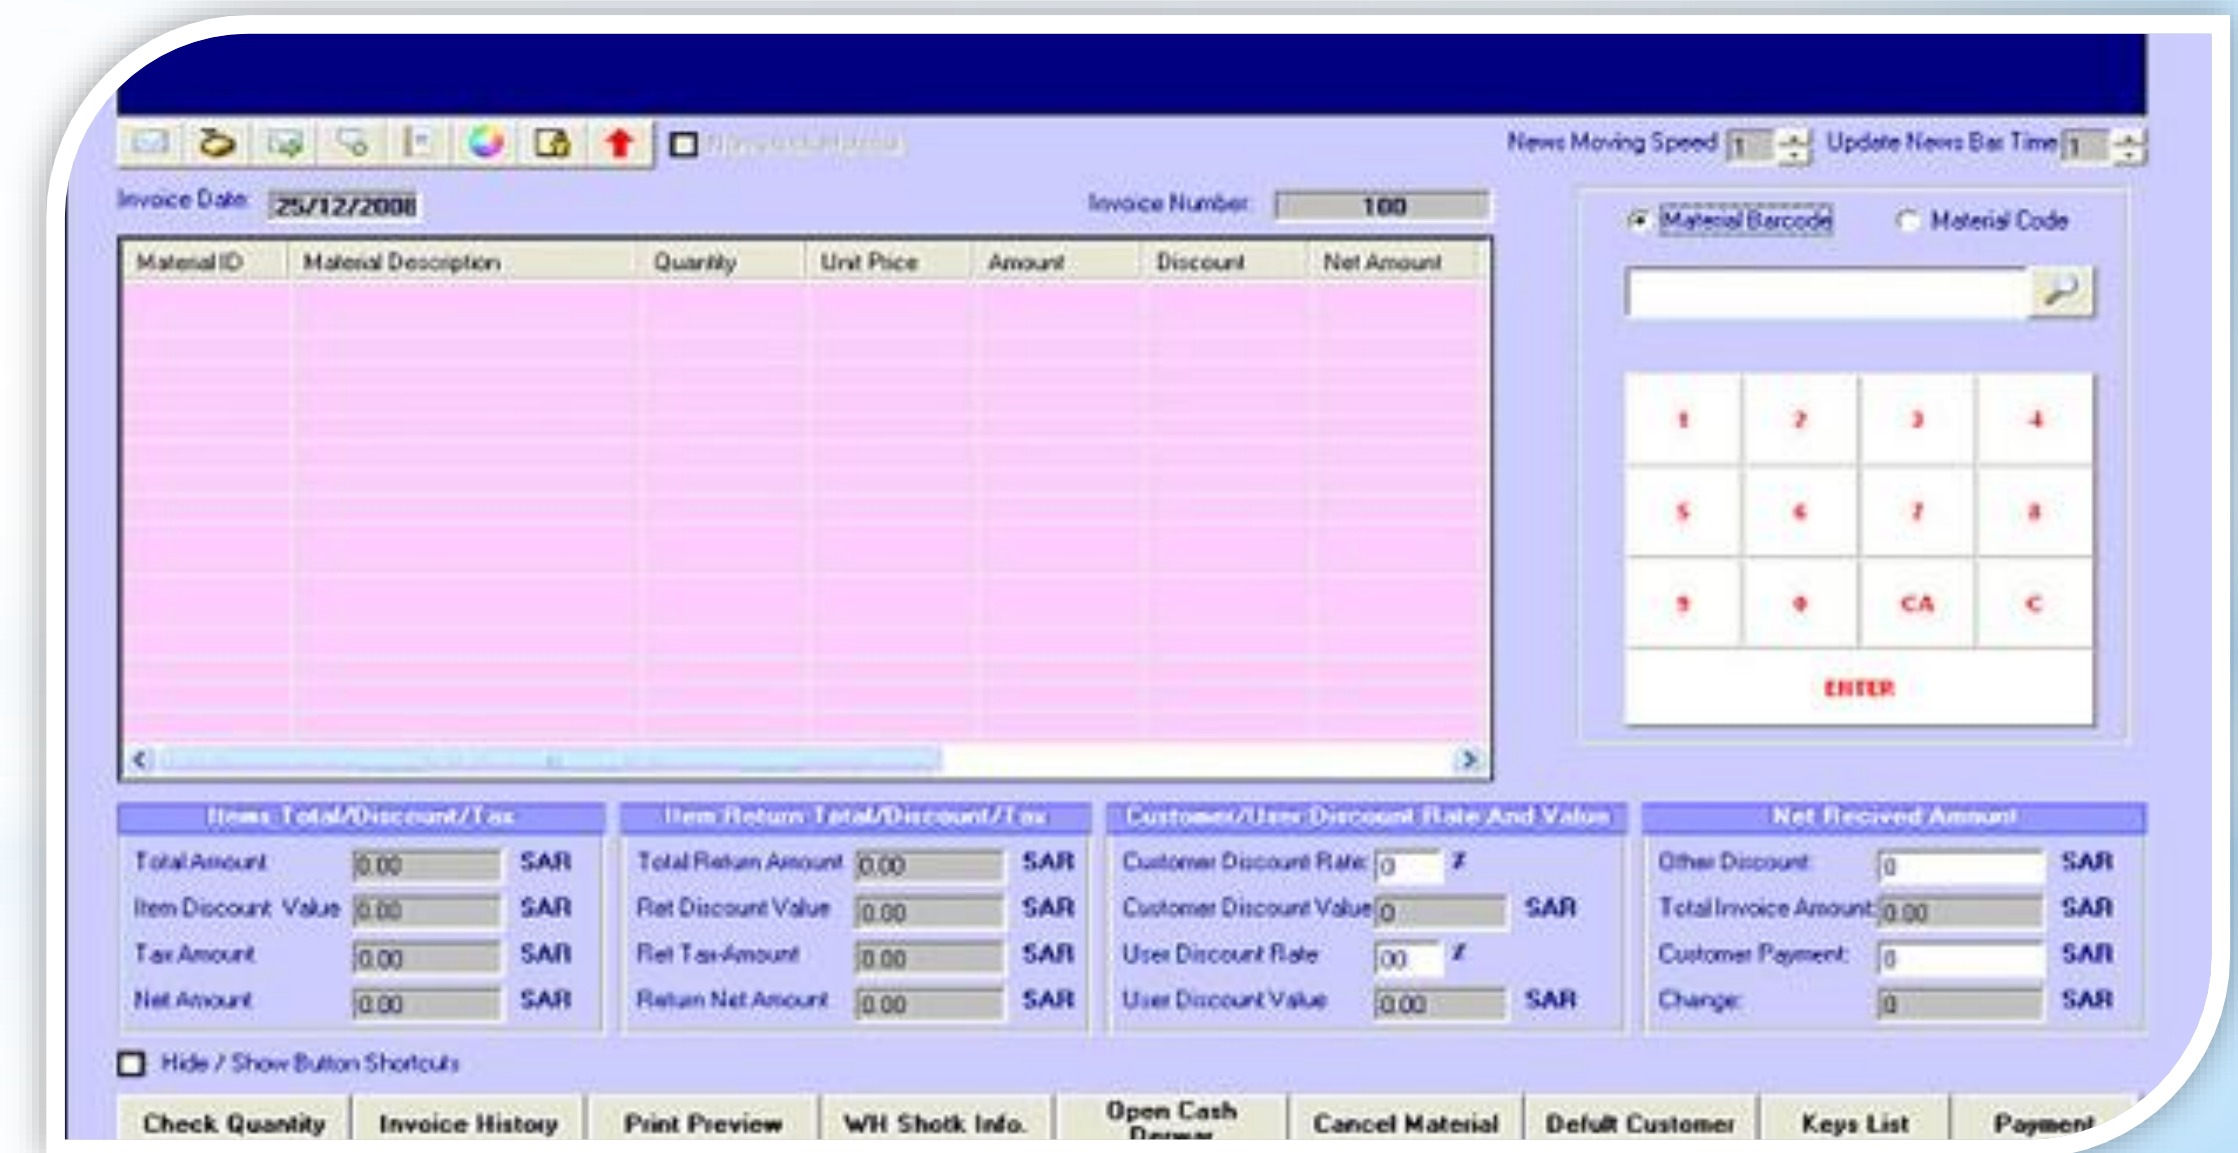 News Moving Speed 1 Update News Bar Time 1
Invoice Date: 25/12/2008 Invoice Number: 100
Material Barcode Material Code
Material ID Material Description Quantity Unit Price Amount Discount Net Amount
1 2 3 4
5 6 7 8
9 0 CA C
ENTER
Items Total/Discount/Tax Item Return Total/Discount/Tax Customer/User Discount Rate And Value Net Recived Amount
Total Amount 0.00 SAR Total Return Amount 0.00 SAR Customer Discount Rate: 0 % Other Discount: 0 SAR
Item Discount Value 0.00 SAR Ret Discount Value 0.00 SAR Customer Discount Value 0 SAR Total Invoice Amount: 0.00 SAR
Tax Amount 0.00 SAR Ret Tax-Amount 0.00 SAR User Discount Rate 00 % Customer Payment: 0 SAR
Net Amount 0.00 SAR Return Net Amount 0.00 SAR User Discount Value 0.00 SAR Change: 0 SAR
Hide / Show Button Shortcuts
Check Quantity Invoice History Print Preview WH Shotk Info. Open Cash Cancel Material Defult Customer Keys List Payment